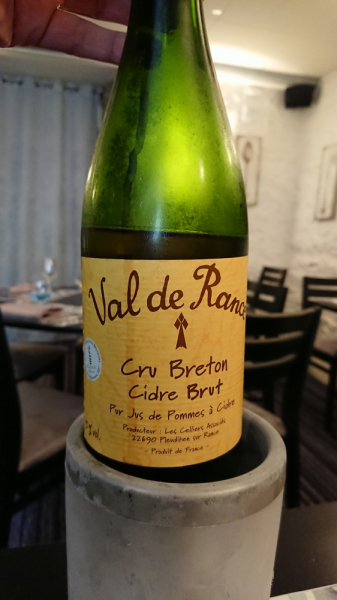 Val de Rance
Cru Breton
Cidre Brut
Pur Jus de Pommes à Cidre
Producteur : Les Celliers Associés
22690 Pleudihen sur Rance
- Produit de France -